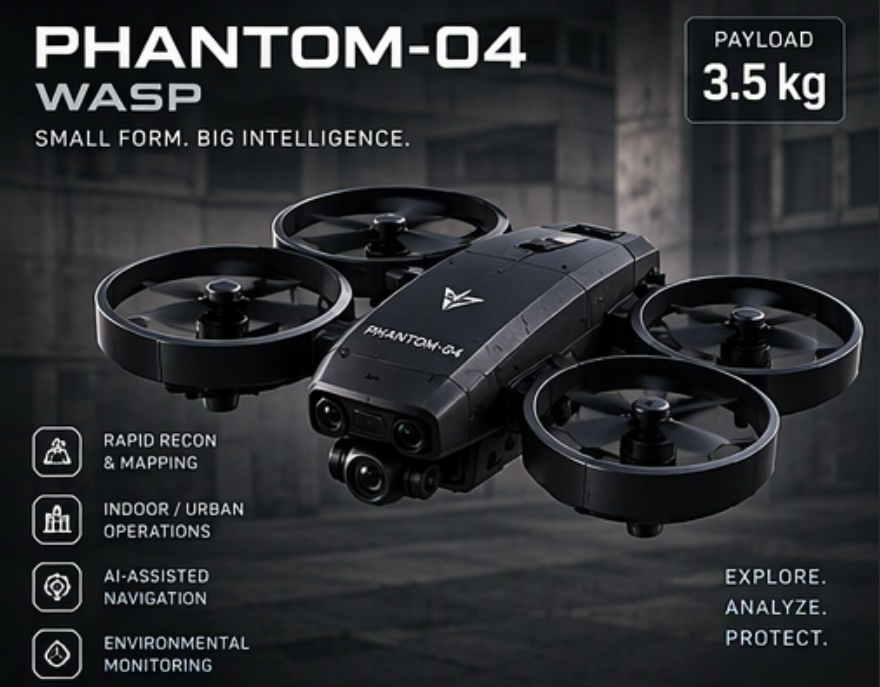 PHANTOM-04
WASP
SMALL FORM. BIG INTELLIGENCE.
PAYLOAD
3.5 kg
PHANTOM-04
RAPID RECON
& MAPPING
INDOOR / URBAN
OPERATIONS
AI-ASSISTED
NAVIGATION
ENVIRONMENTAL
MONITORING
EXPLORE.
ANALYZE.
PROTECT.